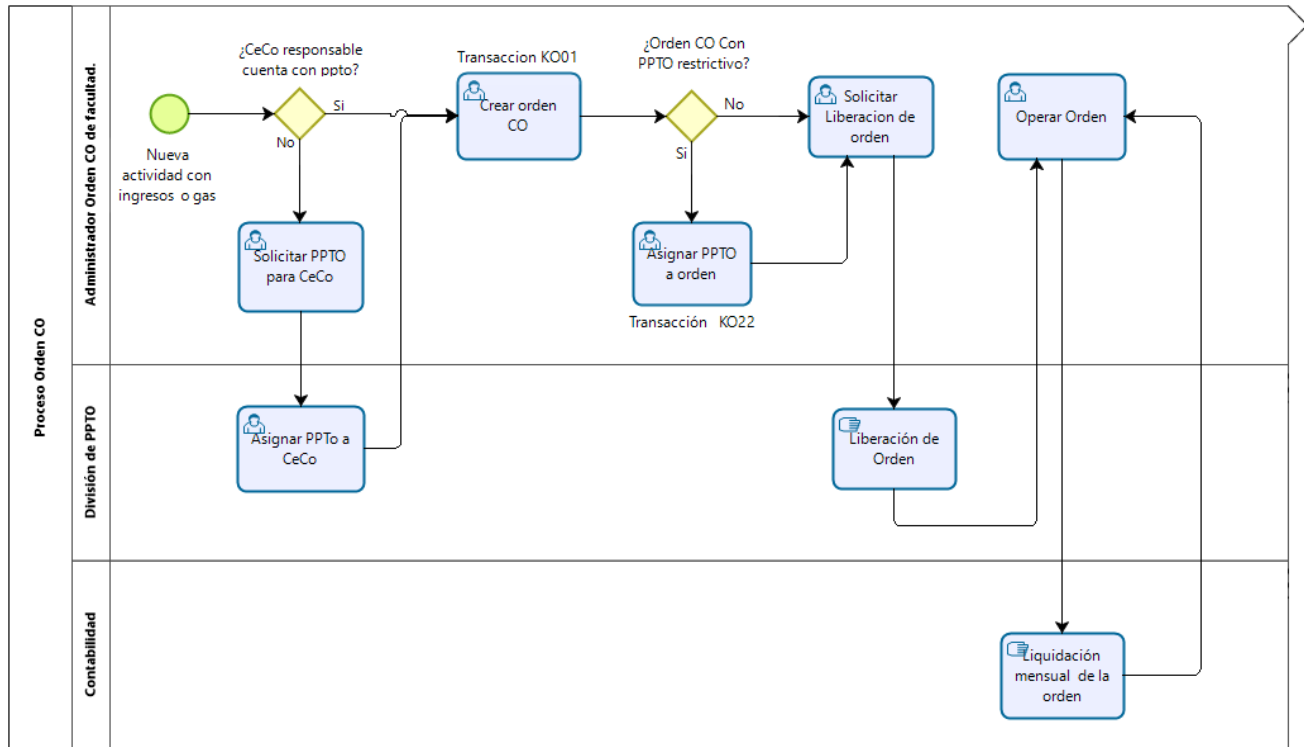 Proceso Orden CO
Administrador Orden CO de facultad.
¿CeCo responsable
cuenta con ppto?
Si
No
Nueva
actividad con
ingresos o gas
Transaccion KO01
Crear orden
CO
¿Orden CO Con
PPTO restrictivo?
No
Si
Solicitar
Liberacion de
orden
Operar Orden
Solicitar PPTO
para CeCo
Asignar PPTO
a orden
Transacción KO22
División de PPTO
Asignar PPTo a
CeCo
Liberación de
Orden
Contabilidad
Liquidación
mensual de la
orden